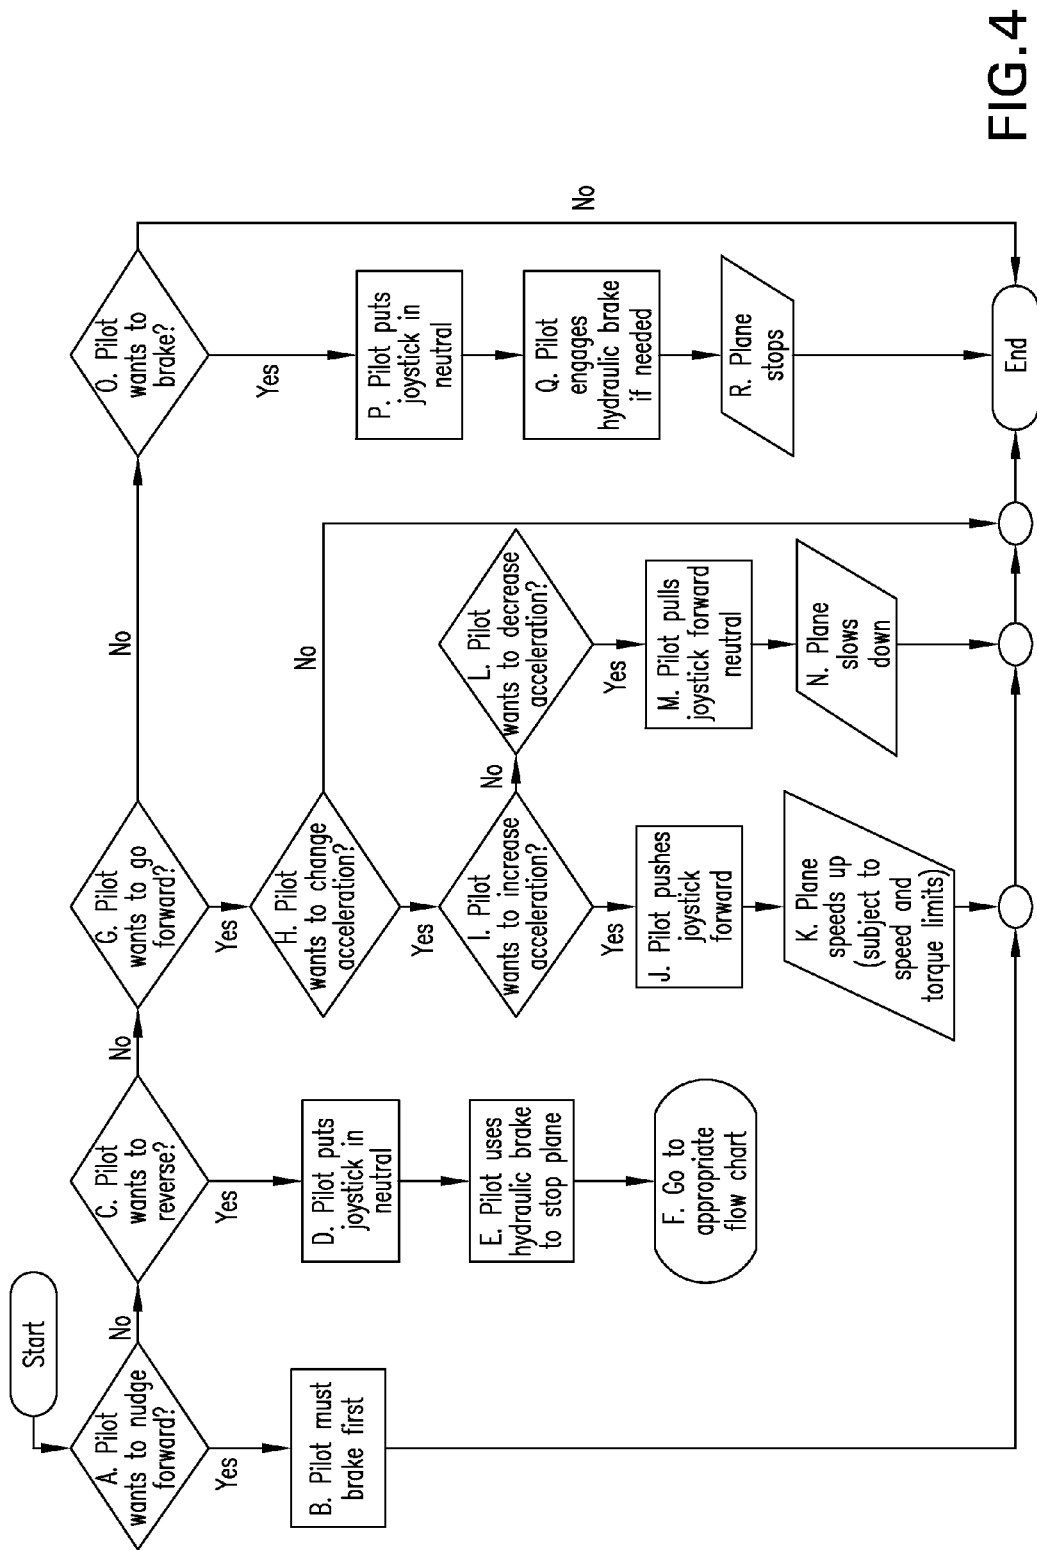 Start
A. Pilot
wants to nudge
forward?
No
Yes
B. Pilot must
brake first
C. Pilot
wants to
reverse?
No
Yes
D. Pilot puts
joystick in
neutral
E. Pilot uses
hydraulic brake
to stop plane
F. Go to
appropriate
flow chart
G. Pilot
wants to go
forward?
No
Yes
H. Pilot
wants to change
acceleration?
No
Yes
I. Pilot
wants to increase
acceleration?
No
Yes
J. Pilot pushes
joystick
forward
K. Plane
speeds up
(subject to
speed and
torque limits)
L. Pilot
wants to decrease
acceleration?
Yes
M. Pilot pulls
joystick forward
neutral
N. Plane
slows
down
O. Pilot
wants to
brake?
No
Yes
P. Pilot puts
joystick in
neutral
Q. Pilot
engages
hydraulic brake
if needed
R. Plane
stops
End
FIG.4